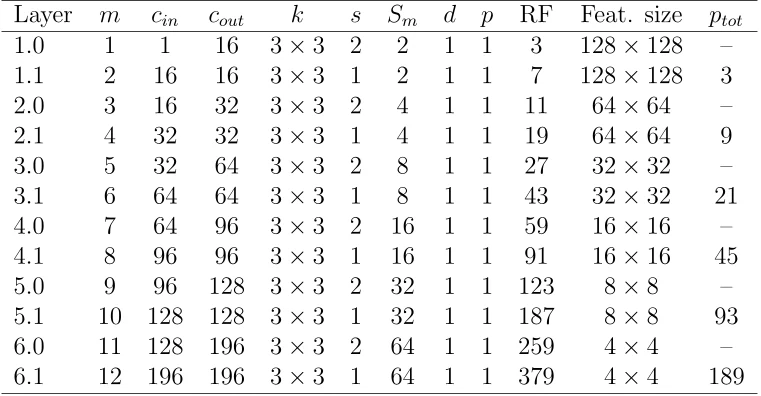 Layer m c_in c_out k s S_m d p RF Feat. size p_tot
1.0 1 1 16 3 × 3 2 2 1 1 3 128 × 128 –
1.1 2 16 16 3 × 3 1 2 1 1 7 128 × 128 3
2.0 3 16 32 3 × 3 2 4 1 1 11 64 × 64 –
2.1 4 32 32 3 × 3 1 4 1 1 19 64 × 64 9
3.0 5 32 64 3 × 3 2 8 1 1 27 32 × 32 –
3.1 6 64 64 3 × 3 1 8 1 1 43 32 × 32 21
4.0 7 64 96 3 × 3 2 16 1 1 59 16 × 16 –
4.1 8 96 96 3 × 3 1 16 1 1 91 16 × 16 45
5.0 9 96 128 3 × 3 2 32 1 1 123 8 × 8 –
5.1 10 128 128 3 × 3 1 32 1 1 187 8 × 8 93
6.0 11 128 196 3 × 3 2 64 1 1 259 4 × 4 –
6.1 12 196 196 3 × 3 1 64 1 1 379 4 × 4 189